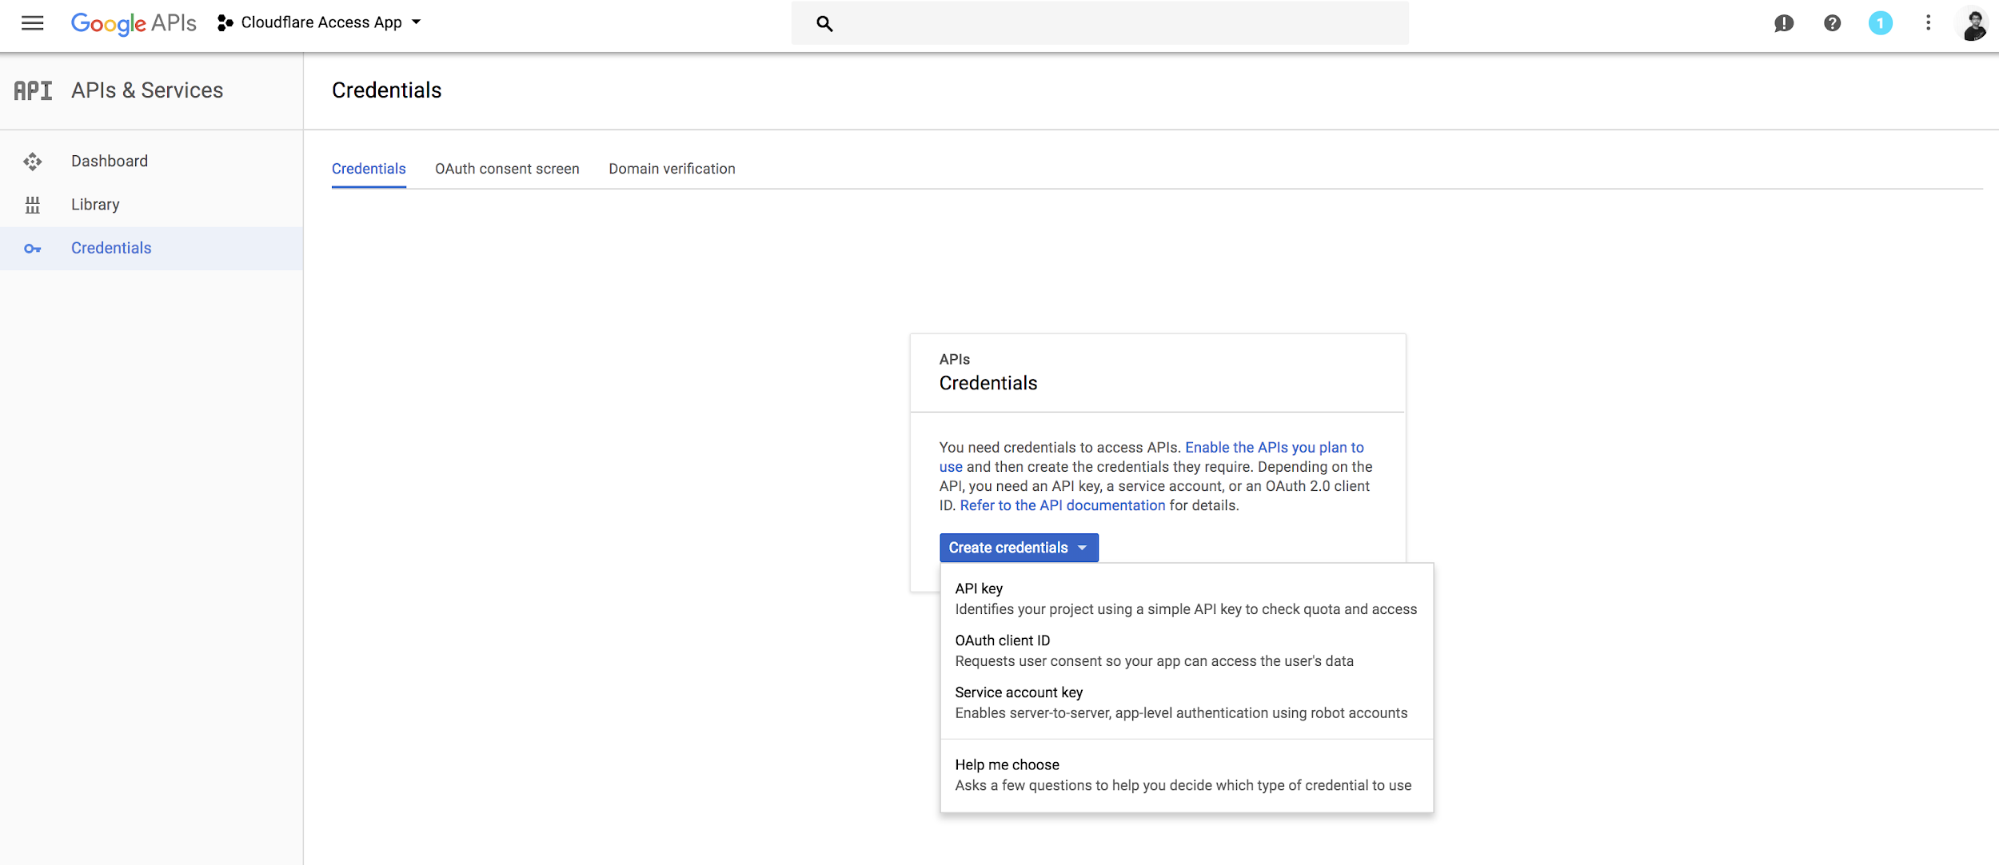 Google APIs
Cloudflare Access App
1
API
APIs & Services
Credentials
Dashboard
Library
Credentials
Credentials
OAuth consent screen
Domain verification
APIs
Credentials
You need credentials to access APIs. Enable the APIs you plan to
use and then create the credentials they require. Depending on the
API, you need an API key, a service account, or an OAuth 2.0 client
ID. Refer to the API documentation for details.
Create credentials
API key
Identifies your project using a simple API key to check quota and access
OAuth client ID
Requests user consent so your app can access the user's data
Service account key
Enables server-to-server, app-level authentication using robot accounts
Help me choose
Asks a few questions to help you decide which type of credential to use